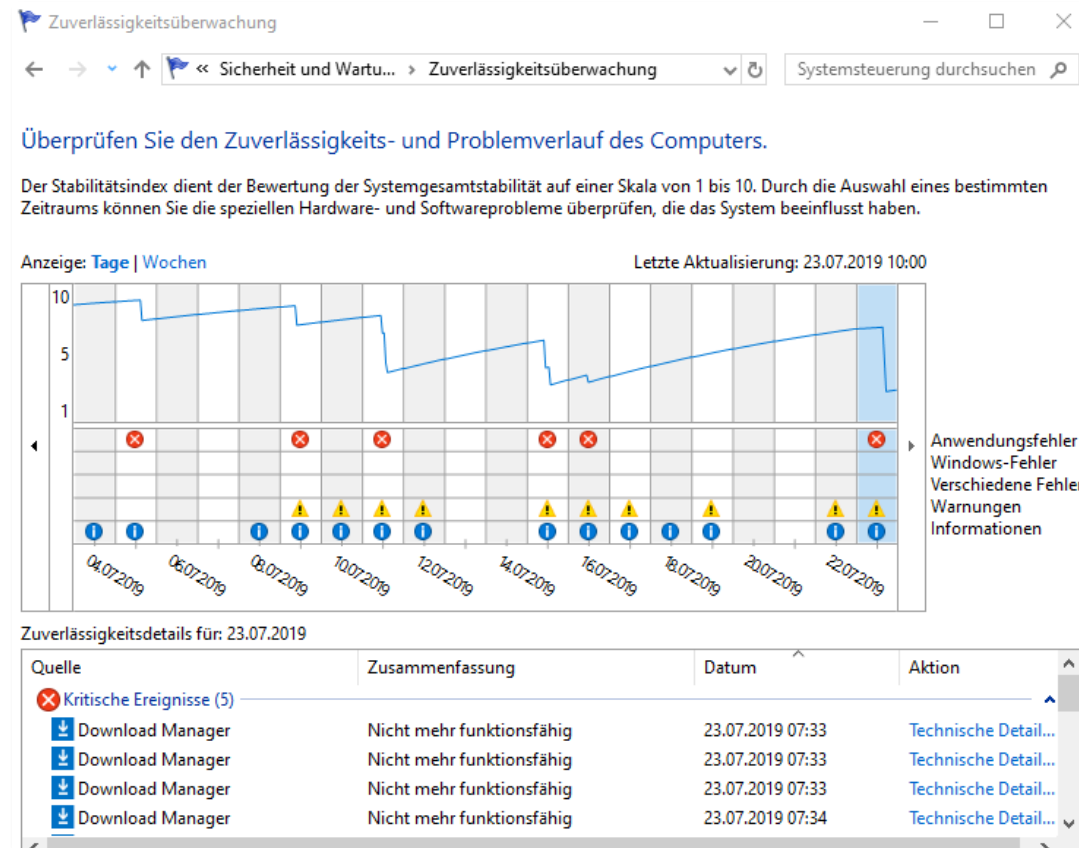 Zuverlässigkeitsüberwachung
« Sicherheit und Wartu... › Zuverlässigkeitsüberwachung
Systemsteuerung durchsuchen
Überprüfen Sie den Zuverlässigkeits- und Problemverlauf des Computers.
Der Stabilitätsindex dient der Bewertung der Systemgesamtstabilität auf einer Skala von 1 bis 10. Durch die Auswahl eines bestimmten
Zeitraums können Sie die speziellen Hardware- und Softwareprobleme überprüfen, die das System beeinflusst haben.
Anzeige: Tage | Wochen
Letzte Aktualisierung: 23.07.2019 10:00
10
5
1
Anwendungsfehler
Windows-Fehler
Verschiedene Fehler
Warnungen
Informationen
04.07.2019 06.07.2019 08.07.2019 10.07.2019 12.07.2019 14.07.2019 16.07.2019 18.07.2019 20.07.2019 22.07.2019
Zuverlässigkeitsdetails für: 23.07.2019
Quelle Zusammenfassung Datum Aktion
Kritische Ereignisse (5)
Download Manager Nicht mehr funktionsfähig 23.07.2019 07:33 Technische Detail...
Download Manager Nicht mehr funktionsfähig 23.07.2019 07:33 Technische Detail...
Download Manager Nicht mehr funktionsfähig 23.07.2019 07:33 Technische Detail...
Download Manager Nicht mehr funktionsfähig 23.07.2019 07:34 Technische Detail...